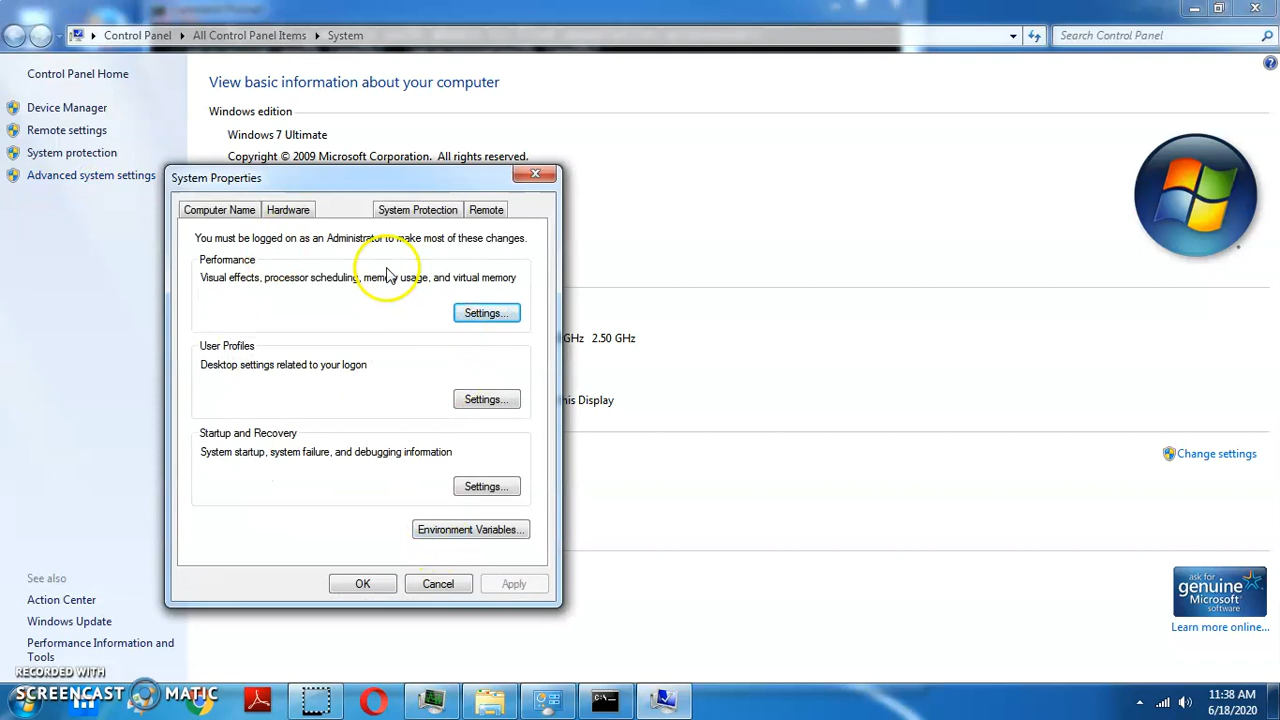 Control Panel
All Control Panel Items
System
Search Control Panel
Control Panel Home
Device Manager
Remote settings
System protection
Advanced system settings
View basic information about your computer
Windows edition
Windows 7 Ultimate
Copyright © 2009 Microsoft Corporation. All rights reserved.
System Properties
Computer Name
Hardware
System Protection
Remote
You must be logged on as an Administrator to make most of these changes.
Performance
Visual effects, processor scheduling, memory usage, and virtual memory
Settings...
User Profiles
Desktop settings related to your logon
Settings...
Startup and Recovery
System startup, system failure, and debugging information
Settings...
Environment Variables...
OK
Cancel
Apply
GHz 2.50 GHz
Display
Change settings
ask for
genuine
Microsoft
software
Learn more online...
See also
Action Center
Windows Update
Performance Information and
Tools
RECORDED WITH
SCREENCAST MATIC
11:38 AM
6/18/2020